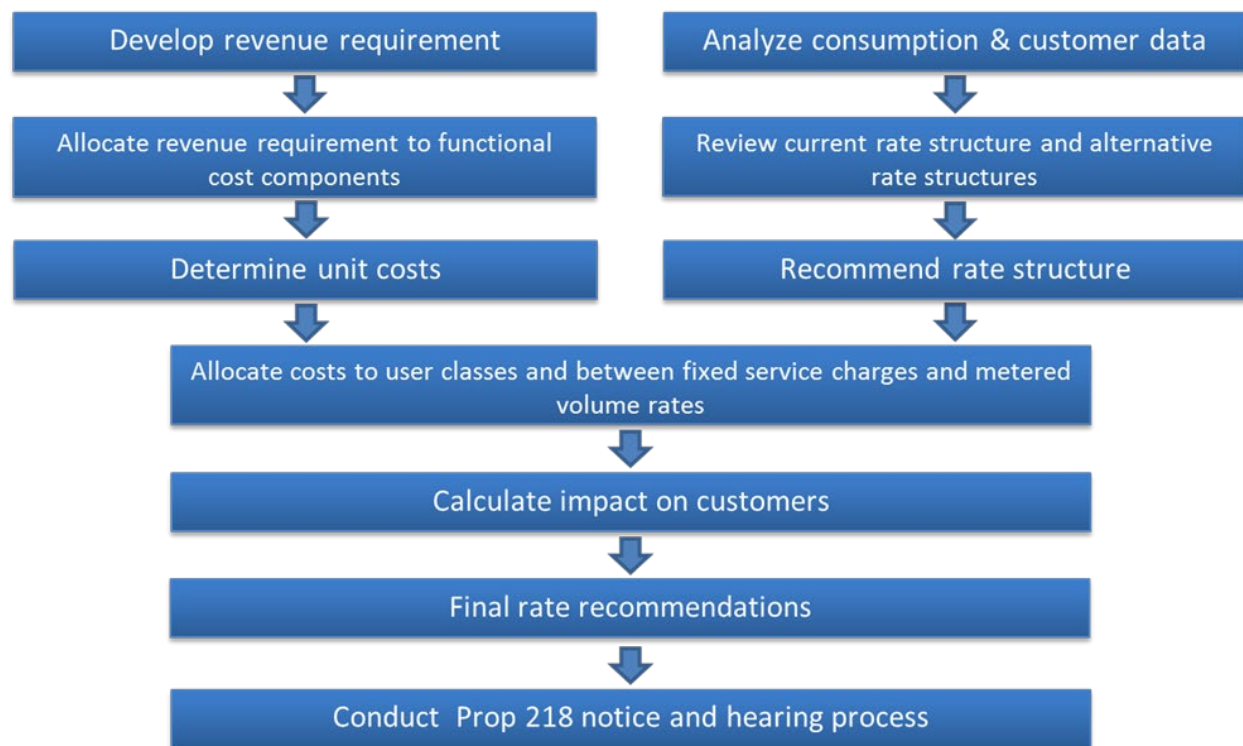 Develop revenue requirement
Analyze consumption & customer data
Allocate revenue requirement to functional
cost components
Review current rate structure and alternative
rate structures
Determine unit costs
Recommend rate structure
Allocate costs to user classes and between fixed service charges and metered
volume rates
Calculate impact on customers
Final rate recommendations
Conduct Prop 218 notice and hearing process